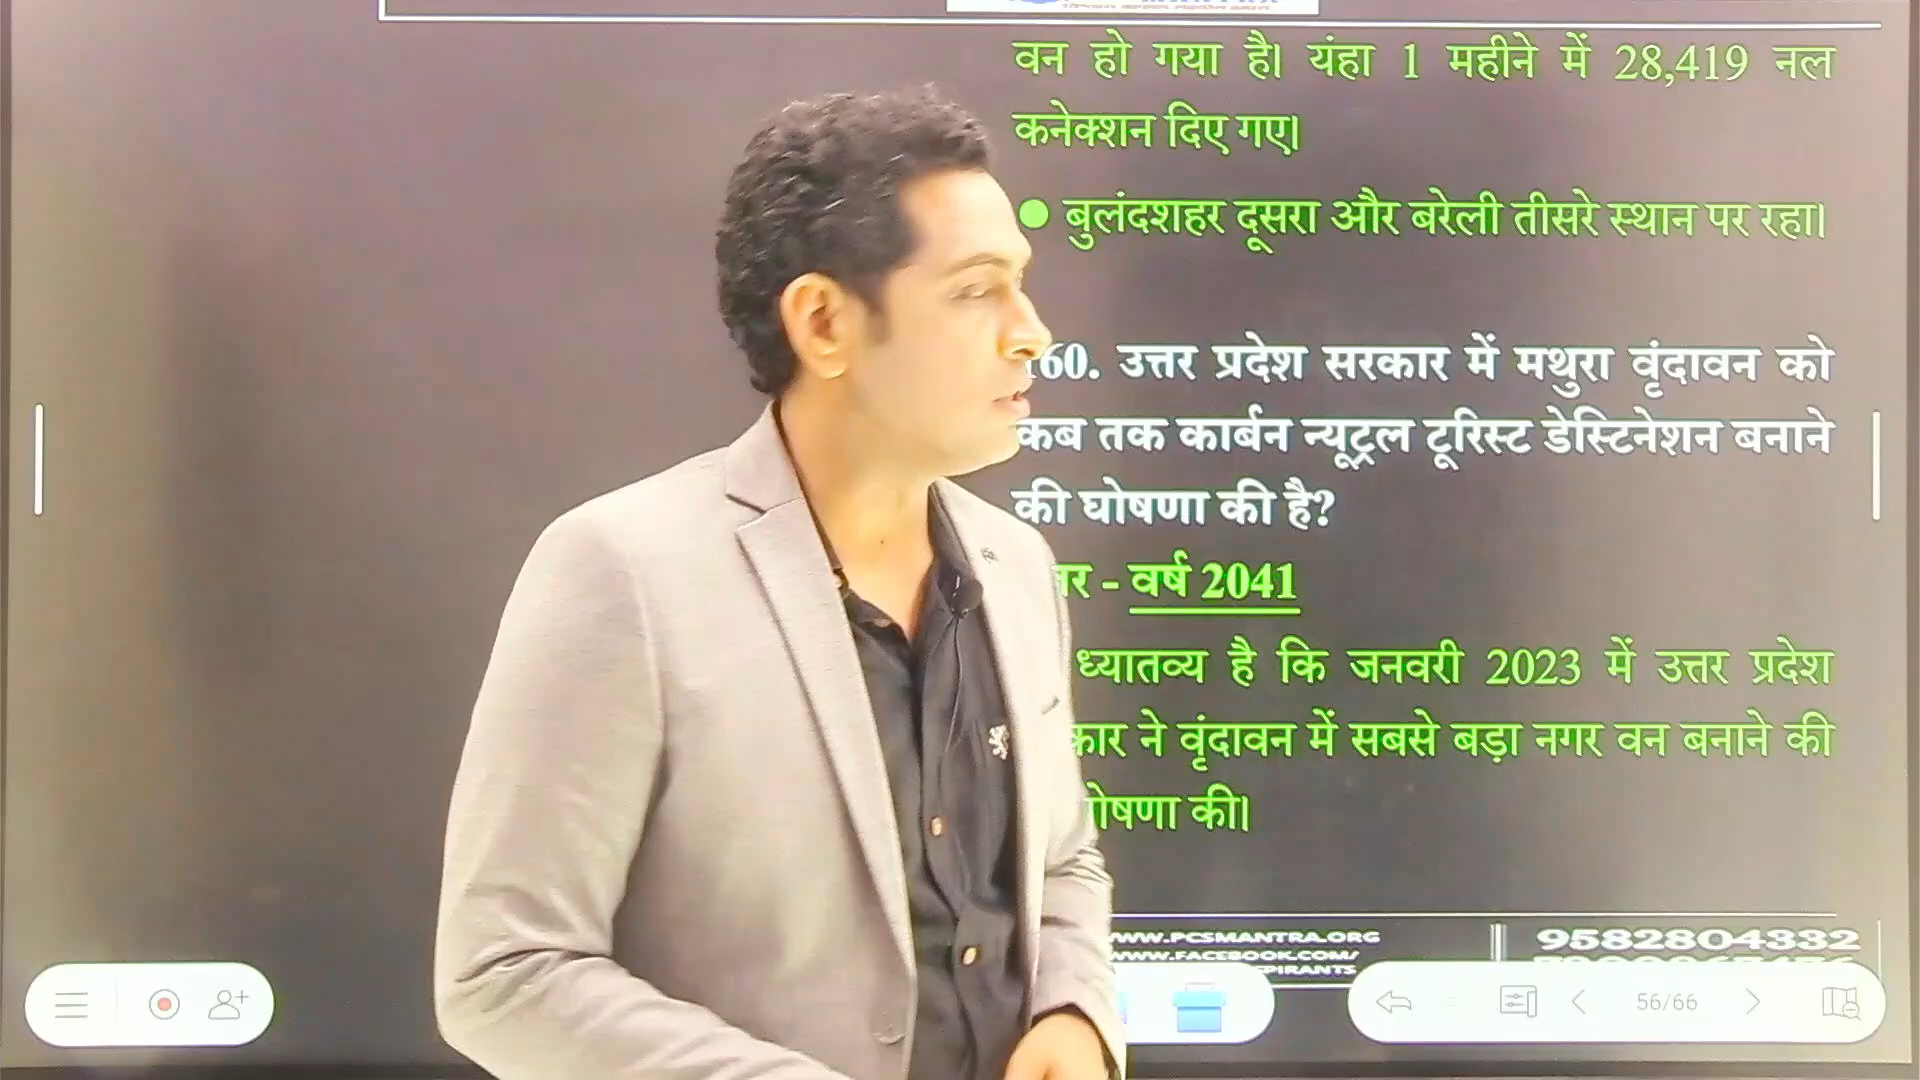 वन हो गया है। यंहा 1 महीने में 28,419 नल
कनेक्शन दिए गए।
● बुलंदशहर दूसरा और बरेली तीसरे स्थान पर रहा।
160. उत्तर प्रदेश सरकार में मथुरा वृंदावन को
कब तक कार्बन न्यूट्रल टूरिस्ट डेस्टिनेशन बनाने
की घोषणा की है?
- वर्ष 2041
ध्यातव्य है कि जनवरी 2023 में उत्तर प्रदेश
ने वृंदावन में सबसे बड़ा नगर वन बनाने की
की।
WWW.PCSMANTRA.ORG
9582804332
WWW.FACEBOOK.COM/
56/66